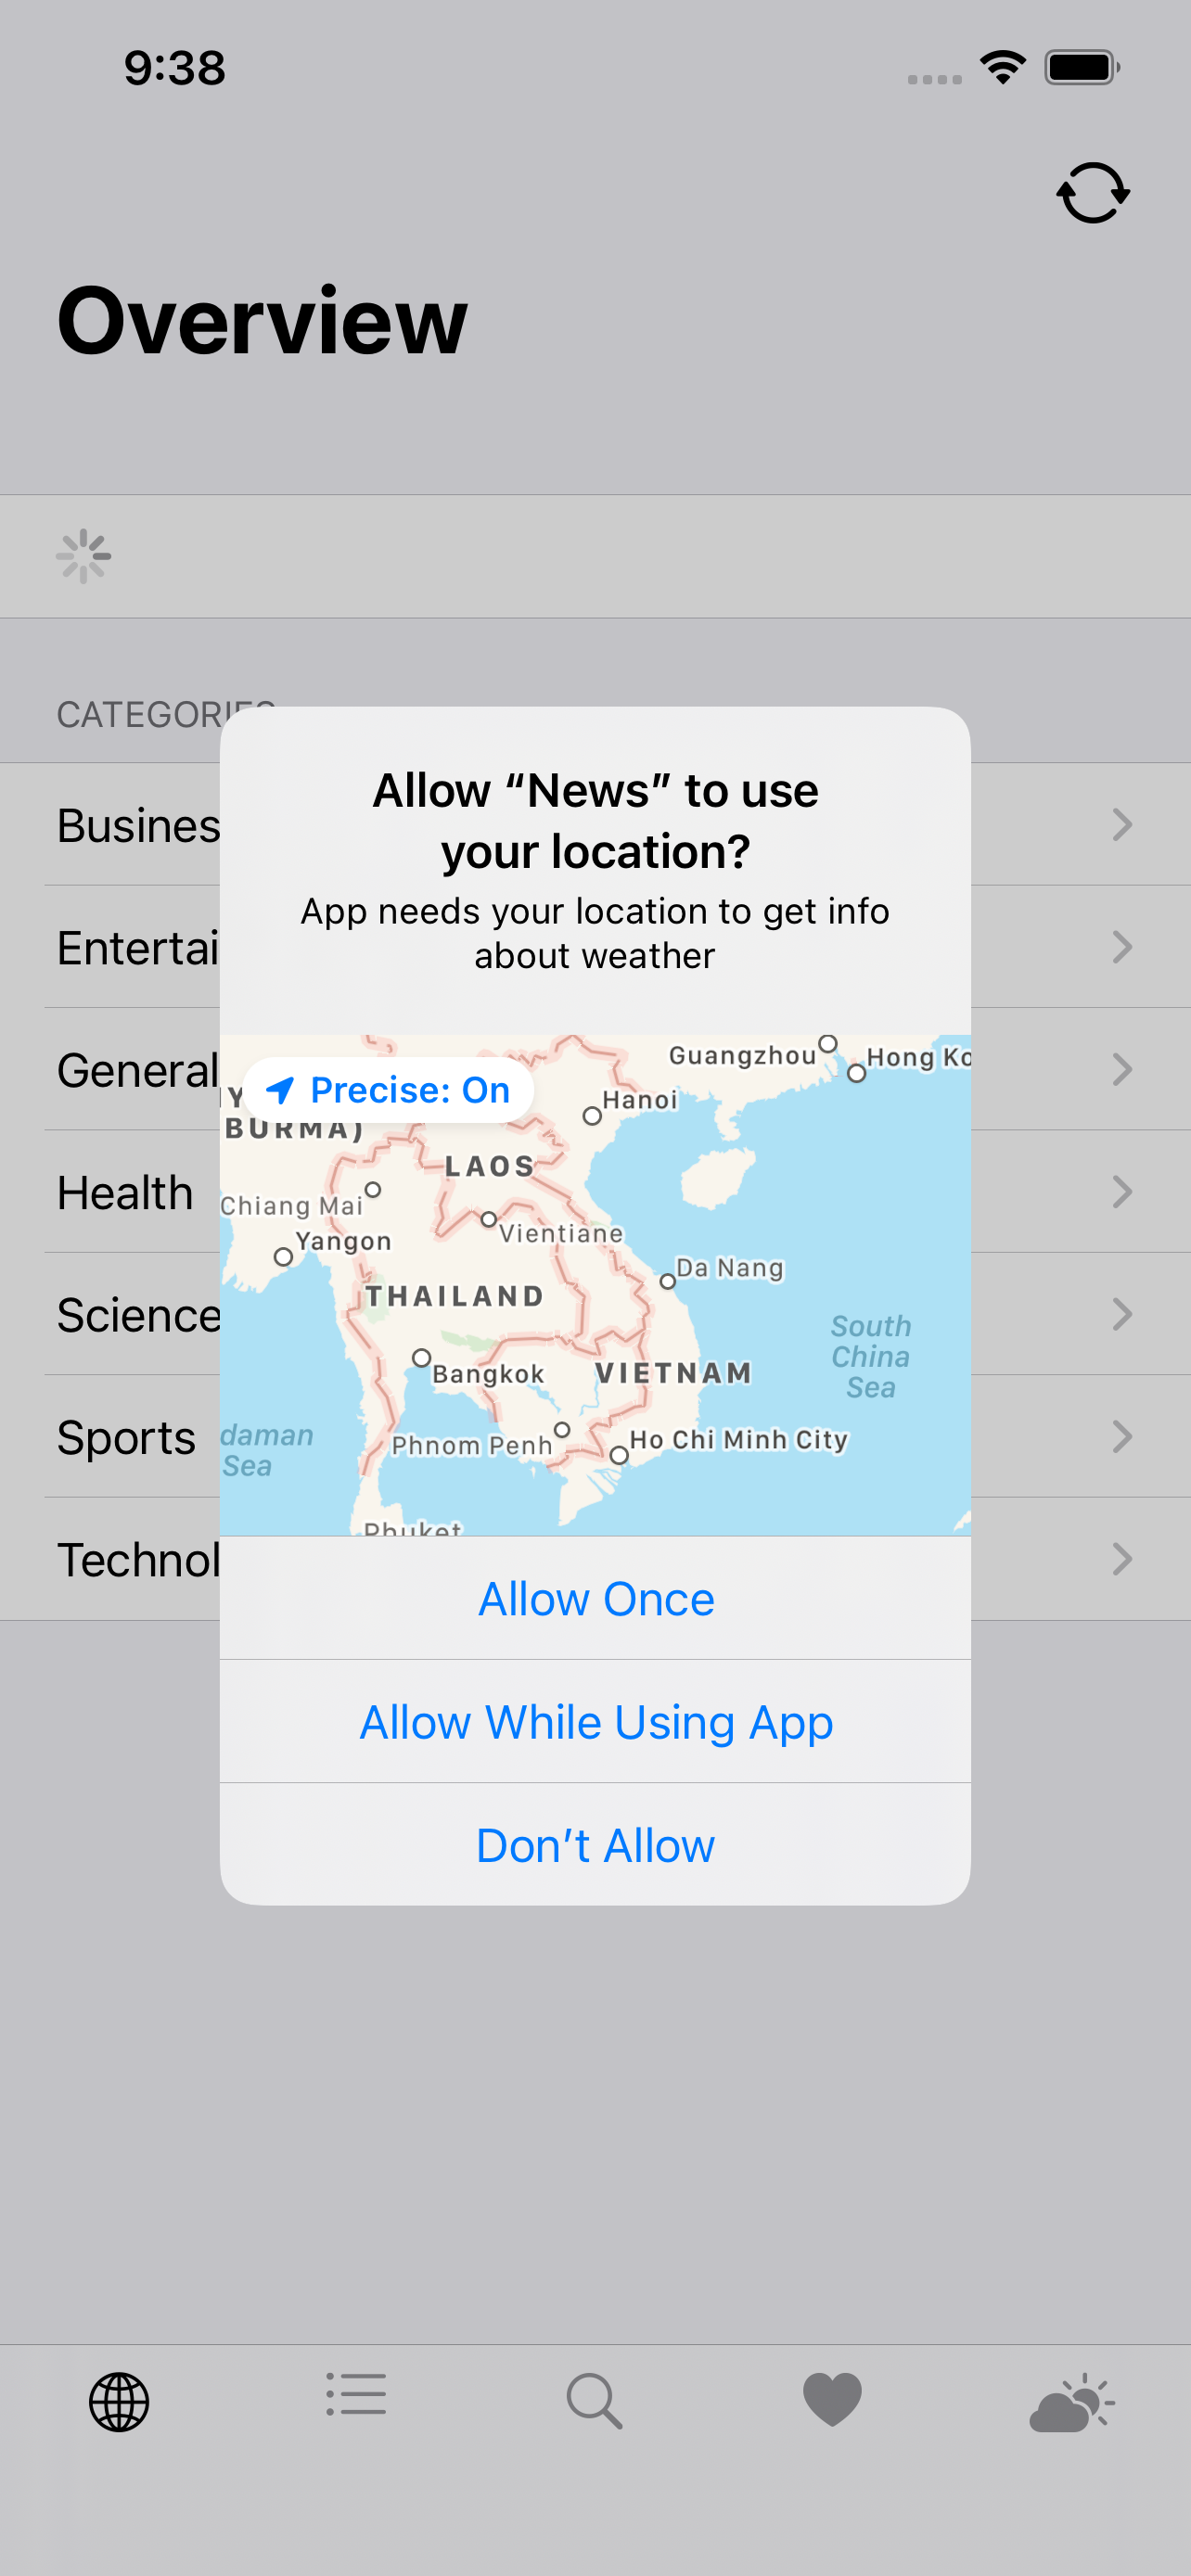 9:38
Overview
CATEGORIES
Allow “News” to use
your location?
App needs your location to get info
about weather
Precise: On
Guangzhou
Hong Ko
Hanoi
BURMA)
LAOS
Chiang Mai
Vientiane
Yangon
Da Nang
THAILAND
South
China
Sea
Bangkok
VIETNAM
daman
Sea
Phnom Penh
Ho Chi Minh City
Phuket
Busines
Entertai
General
Health
Science
Sports
Technol
Allow Once
Allow While Using App
Don’t Allow